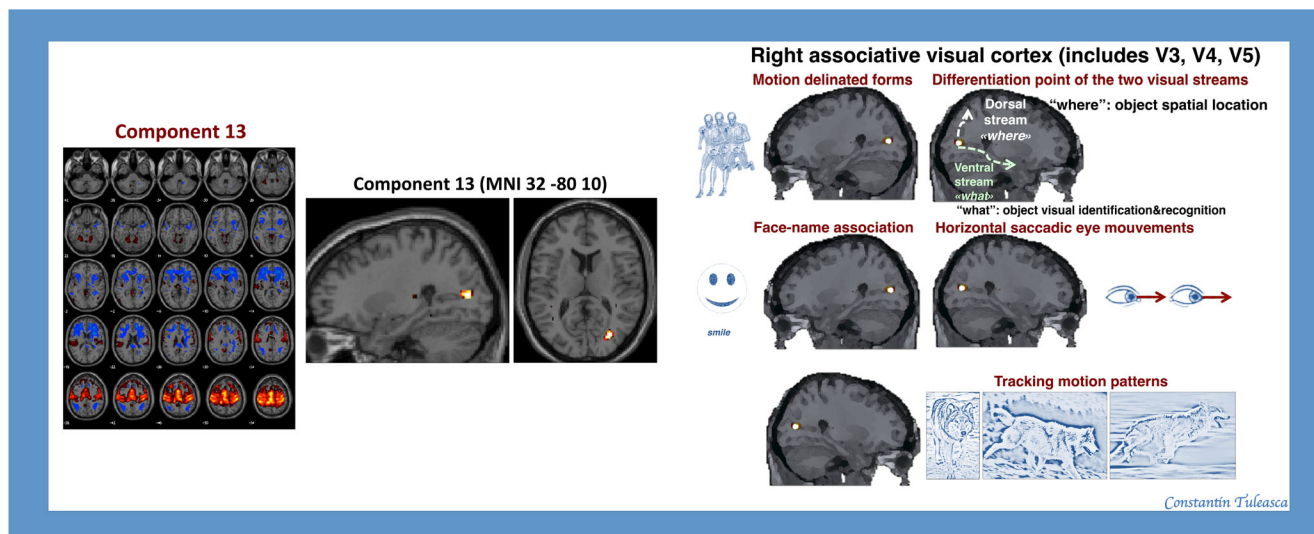 Right associative visual cortex (includes V3, V4, V5)
Motion delinated forms
Differentiation point of the two visual streams
Dorsal
stream
«where»
“where”: object spatial location
Ventral
stream
«what»
“what”: object visual identification&recognition
Component 13
Component 13 (MNI 32 -80 10)
Face-name association
Horizontal saccadic eye mouvements
smile
Tracking motion patterns
Constantin Tuleasca